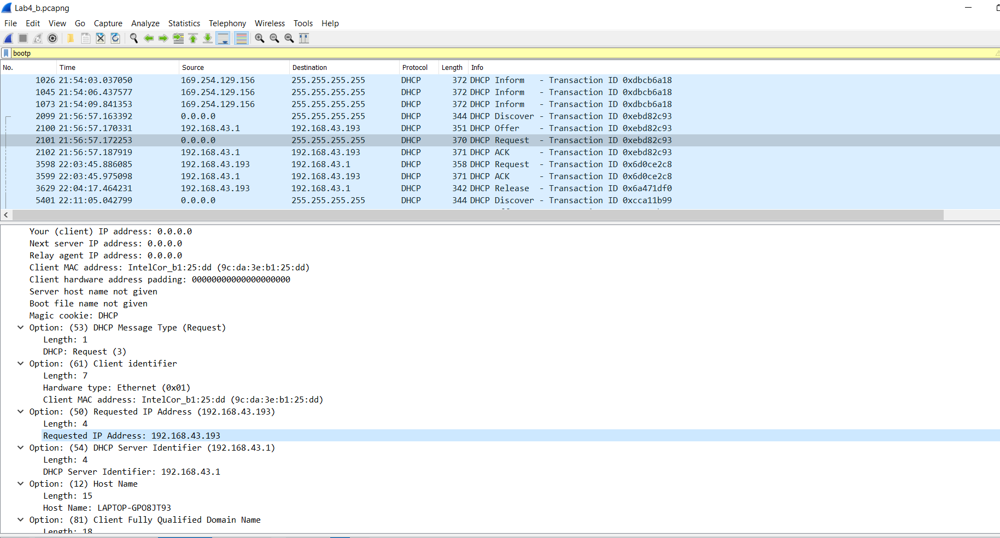 Lab4_b.pcapng
File Edit View Go Capture Analyze Statistics Telephony Wireless Tools Help
bootp
No. Time Source Destination Protocol Length Info
1026 21:54:03.037050 169.254.129.156 255.255.255.255 DHCP 372 DHCP Inform - Transaction ID 0xdbcb6a18
1045 21:54:06.437577 169.254.129.156 255.255.255.255 DHCP 372 DHCP Inform - Transaction ID 0xdbcb6a18
1073 21:54:09.841353 169.254.129.156 255.255.255.255 DHCP 372 DHCP Inform - Transaction ID 0xdbcb6a18
2099 21:56:57.163392 0.0.0.0 255.255.255.255 DHCP 344 DHCP Discover - Transaction ID 0xebd82c93
2100 21:56:57.170331 192.168.43.1 192.168.43.193 DHCP 351 DHCP Offer - Transaction ID 0xebd82c93
2101 21:56:57.172253 0.0.0.0 255.255.255.255 DHCP 370 DHCP Request - Transaction ID 0xebd82c93
2102 21:56:57.187919 192.168.43.1 192.168.43.193 DHCP 371 DHCP ACK - Transaction ID 0xebd82c93
3598 22:03:45.886085 192.168.43.193 192.168.43.1 DHCP 358 DHCP Request - Transaction ID 0x6d0ce2c8
3599 22:03:45.975098 192.168.43.1 192.168.43.193 DHCP 371 DHCP ACK - Transaction ID 0x6d0ce2c8
3629 22:04:17.464231 192.168.43.193 192.168.43.1 DHCP 342 DHCP Release - Transaction ID 0x6a471df0
5401 22:11:05.042799 0.0.0.0 255.255.255.255 DHCP 344 DHCP Discover - Transaction ID 0xcca11b99
Your (client) IP address: 0.0.0.0
Next server IP address: 0.0.0.0
Relay agent IP address: 0.0.0.0
Client MAC address: IntelCor_b1:25:dd (9c:da:3e:b1:25:dd)
Client hardware address padding: 00000000000000000000
Server host name not given
Boot file name not given
Magic cookie: DHCP
Option: (53) DHCP Message Type (Request)
Length: 1
DHCP: Request (3)
Option: (61) Client identifier
Length: 7
Hardware type: Ethernet (0x01)
Client MAC address: IntelCor_b1:25:dd (9c:da:3e:b1:25:dd)
Option: (50) Requested IP Address (192.168.43.193)
Length: 4
Requested IP Address: 192.168.43.193
Option: (54) DHCP Server Identifier (192.168.43.1)
Length: 4
DHCP Server Identifier: 192.168.43.1
Option: (12) Host Name
Length: 15
Host Name: LAPTOP-GPO8JT93
Option: (81) Client Fully Qualified Domain Name
Length: 18